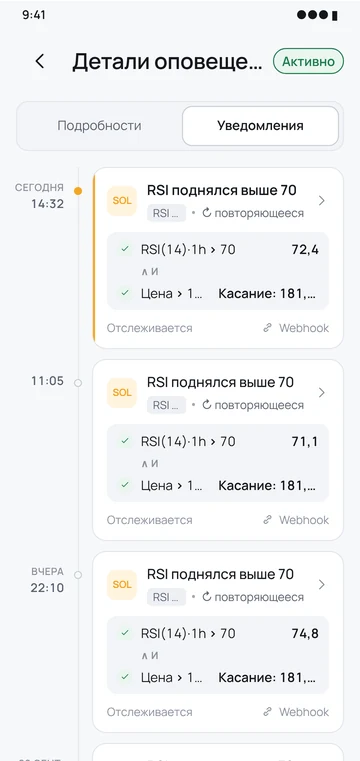 9:41
Детали оповеще...
Активно
Подробности
Уведомления
СЕГОДНЯ
14:32
SOL
RSI поднялся выше 70
RSI ...
• повторяющееся
RSI(14)·1h > 70
72,4
∧ И
Цена > 1...
Касание: 181,...
Отслеживается
Webhook
11:05
SOL
RSI поднялся выше 70
RSI ...
• повторяющееся
RSI(14)·1h > 70
71,1
∧ И
Цена > 1...
Касание: 181,...
Отслеживается
Webhook
ВЧЕРА
22:10
SOL
RSI поднялся выше 70
RSI ...
• повторяющееся
RSI(14)·1h > 70
74,8
∧ И
Цена > 1...
Касание: 181,...
Отслеживается
Webhook